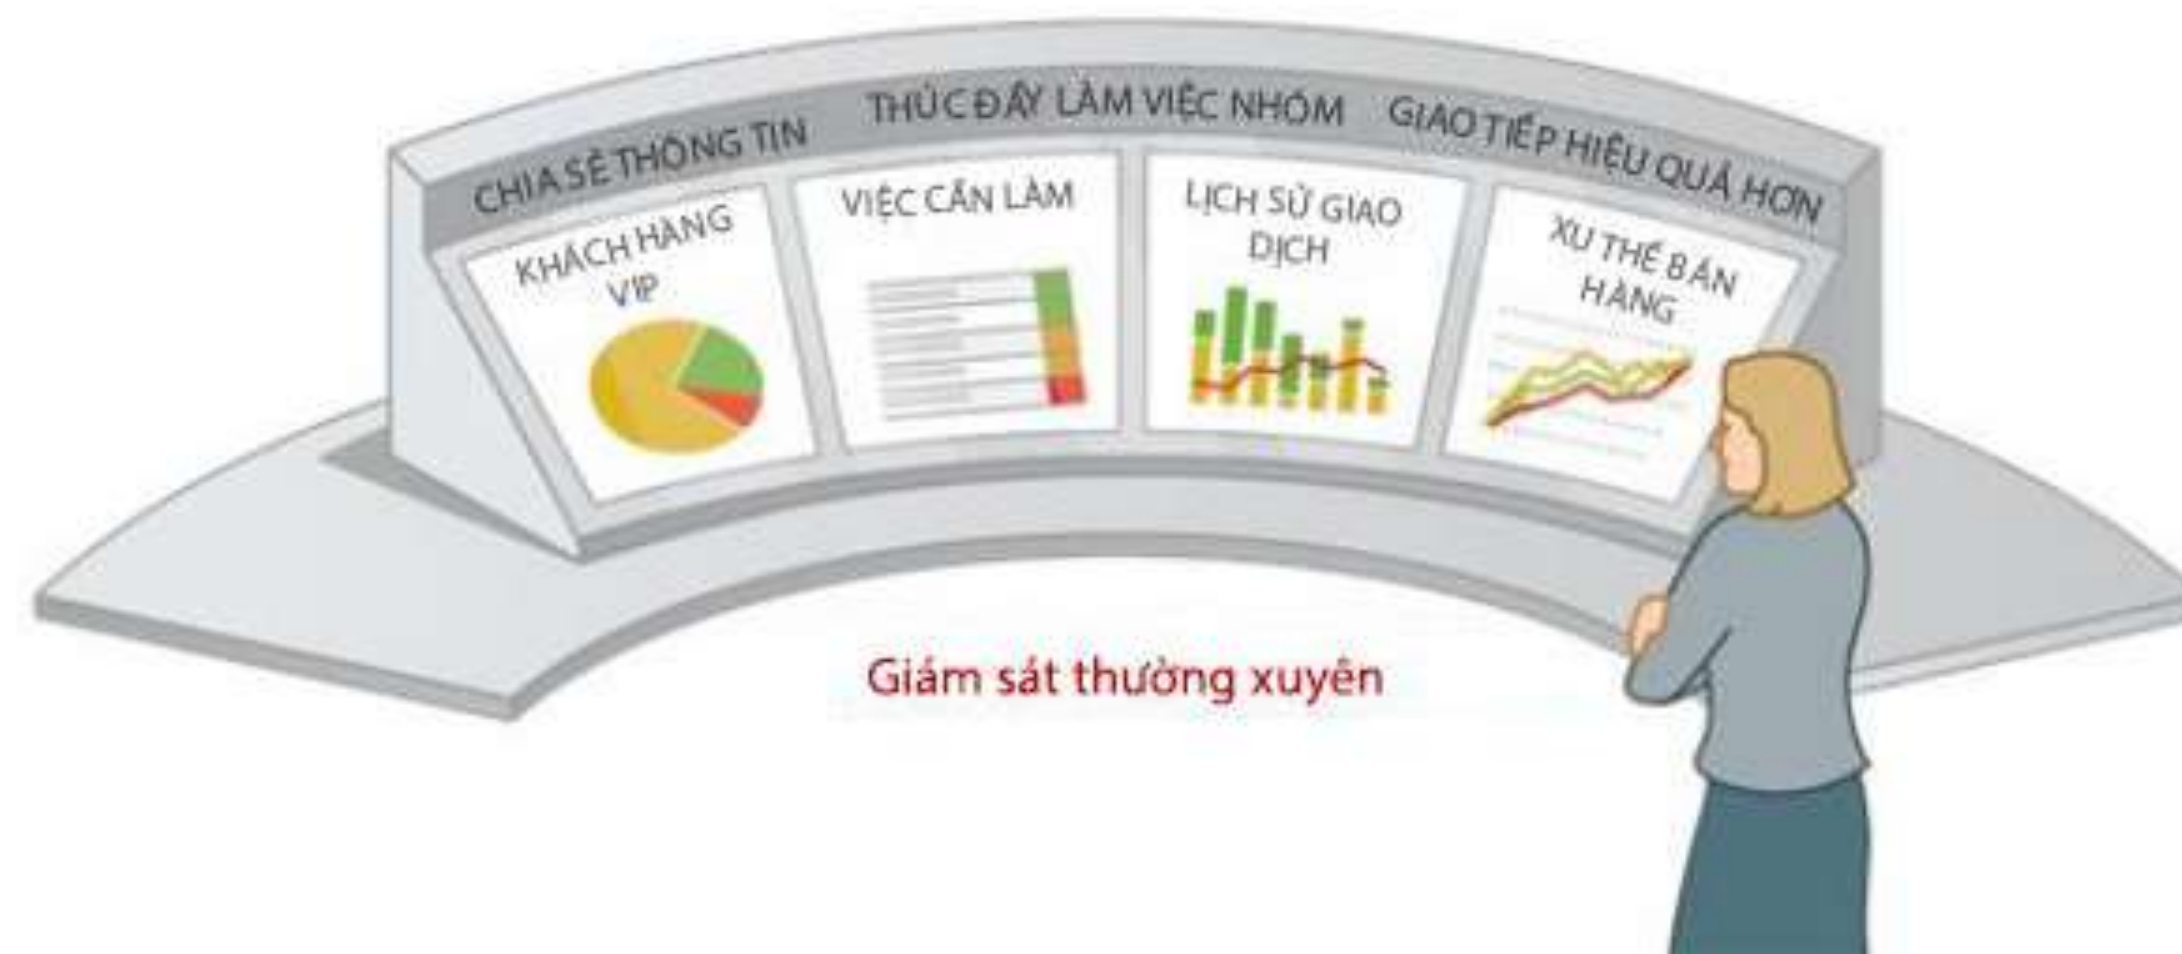 CHIA SẺ THÔNG TIN
THÚC ĐẨY LÀM VIỆC NHÓM
GIAO TIẾP HIỆU QUẢ HƠN
KHÁCH HÀNG
VIP
VIỆC CẦN LÀM
LỊCH SỬ GIAO
DỊCH
XU THẾ BÁN
HÀNG
Giám sát thường xuyên